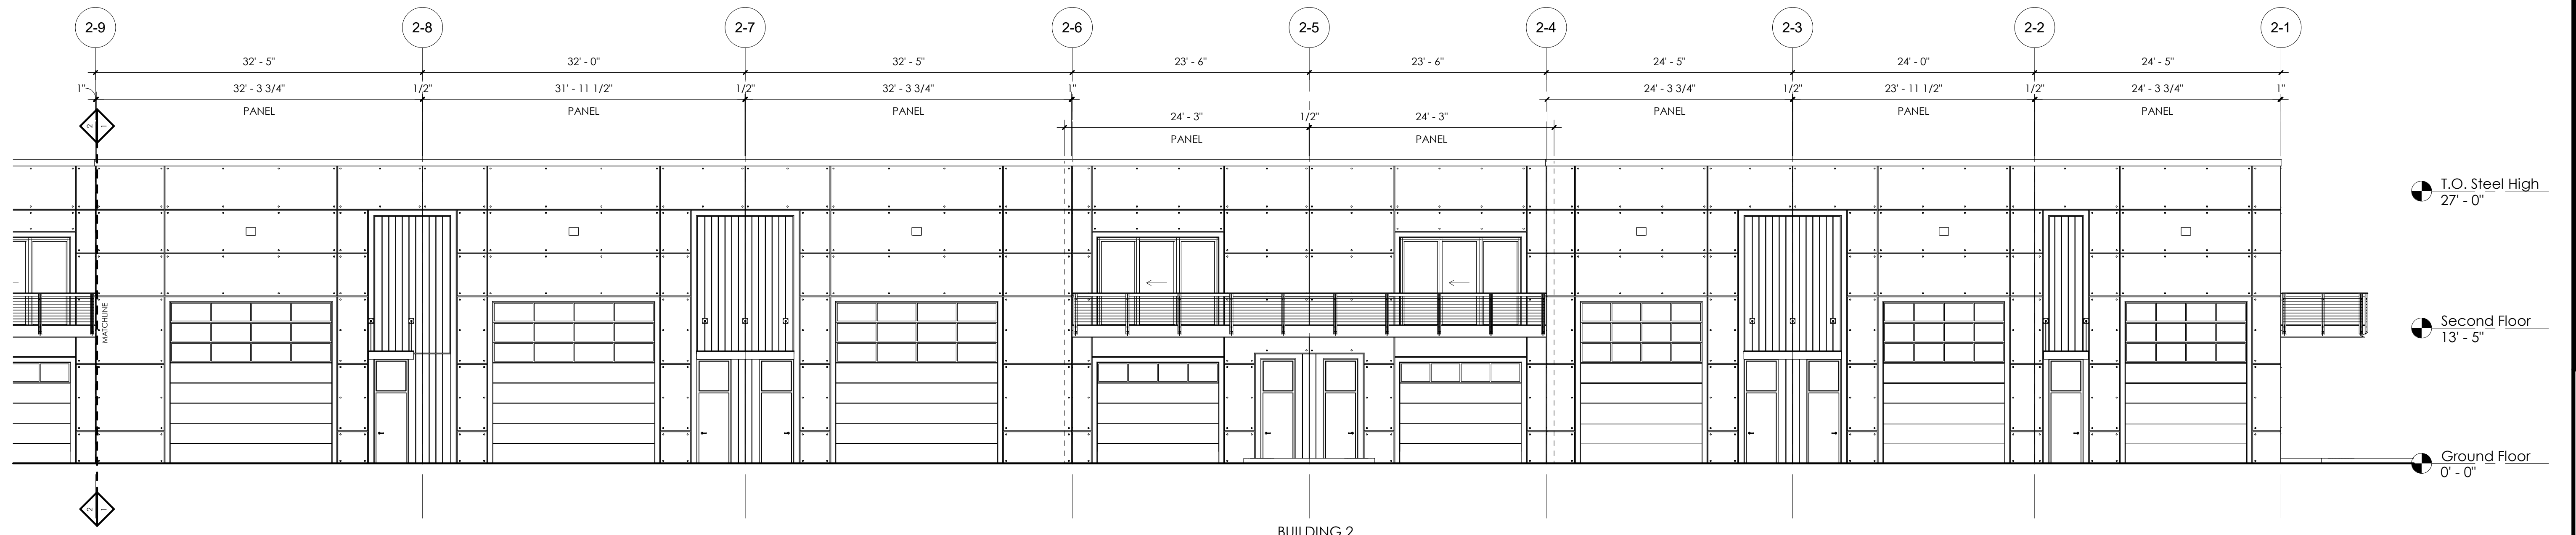 2-9 2-8 2-7 2-6 2-5 2-4 2-3 2-2 2-1
32' - 5" 32' - 0" 32' - 5" 23' - 6" 23' - 6" 24' - 5" 24' - 0" 24' - 5"
1" 32' - 3 3/4" 1/2" 31' - 11 1/2" 1/2" 32' - 3 3/4" 1" 24' - 3 3/4" 1/2" 23' - 11 1/2" 1/2" 24' - 3 3/4" 1"
PANEL PANEL PANEL PANEL PANEL PANEL
24' - 3" 1/2" 24' - 3"
PANEL PANEL
2 1
T.O. Steel High
27' - 0"
MATCHLINE
Second Floor
13' - 5"
Ground Floor
0' - 0"
2 1
BUILDING 2